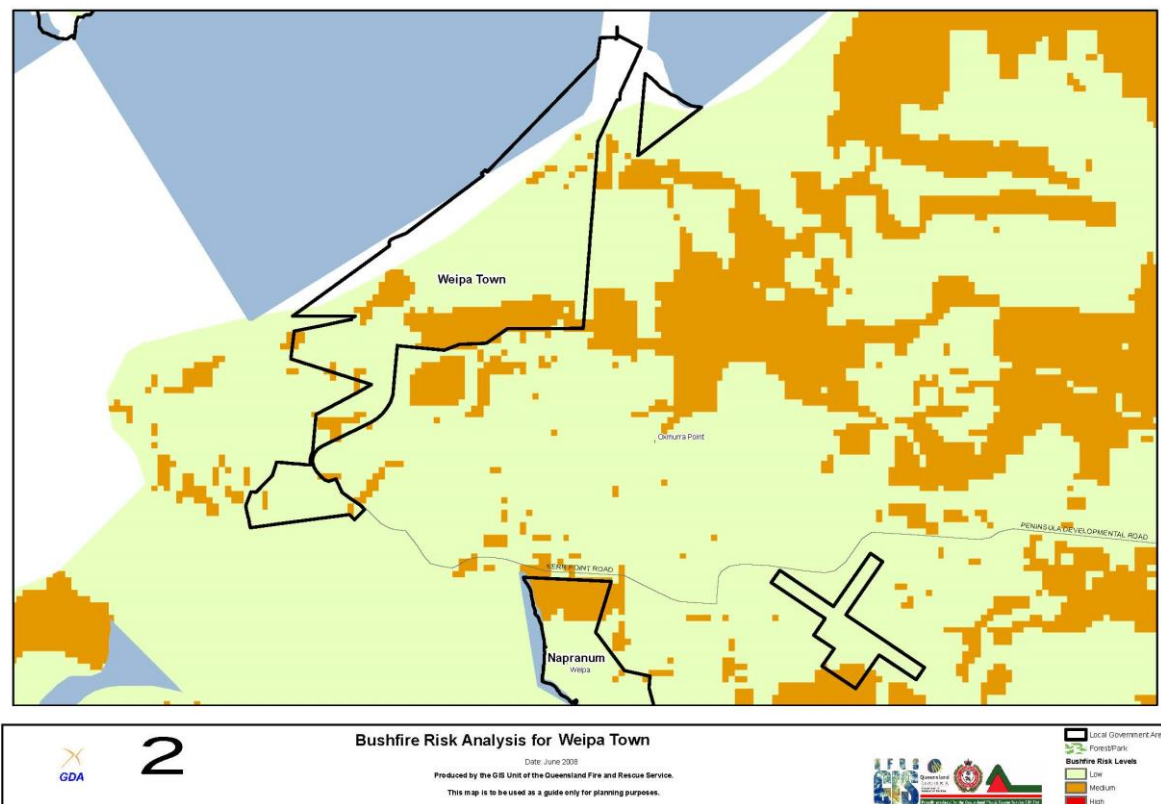 Weipa Town
Oxmurra Point
PENINSULA DEVELOPMENTAL ROAD
KERR POINT ROAD
Napranum
Weipa
GDA
2
Bushfire Risk Analysis for Weipa Town
Date: June 2008
Produced by the GIS Unit of the Queensland Fire and Rescue Service.
This map is to be used as a guide only for planning purposes.
QFRS
GIS
Queensland
Local Government Area
Forest/Park
Bushfire Risk Levels
Low
Medium
High